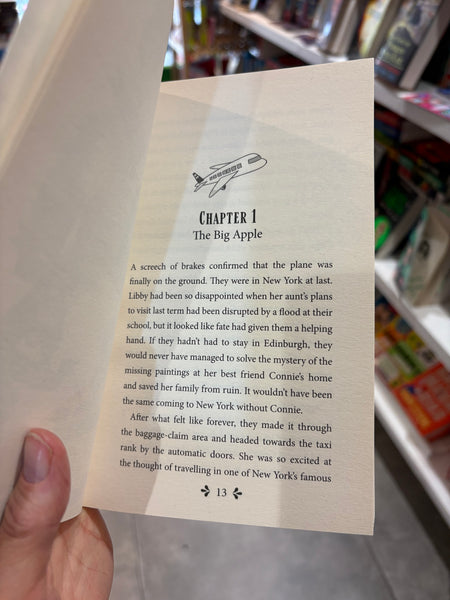 CHAPTER 1
The Big Apple
A screech of brakes confirmed that the plane was
finally on the ground. They were in New York at last.
Libby had been so disappointed when her aunt's plans
to visit last term had been disrupted by a flood at their
school, but it looked like fate had given them a helping
hand. If they hadn't had to stay in Edinburgh, they
would never have managed to solve the mystery of the
missing paintings at her best friend Connie's home
and saved her family from ruin. It wouldn't have been
the same coming to New York without Connie.
After what felt like forever, they made it through
the baggage-claim area and headed towards the taxi
rank by the automatic doors. She was so excited at
the thought of travelling in one of New York's famous
13